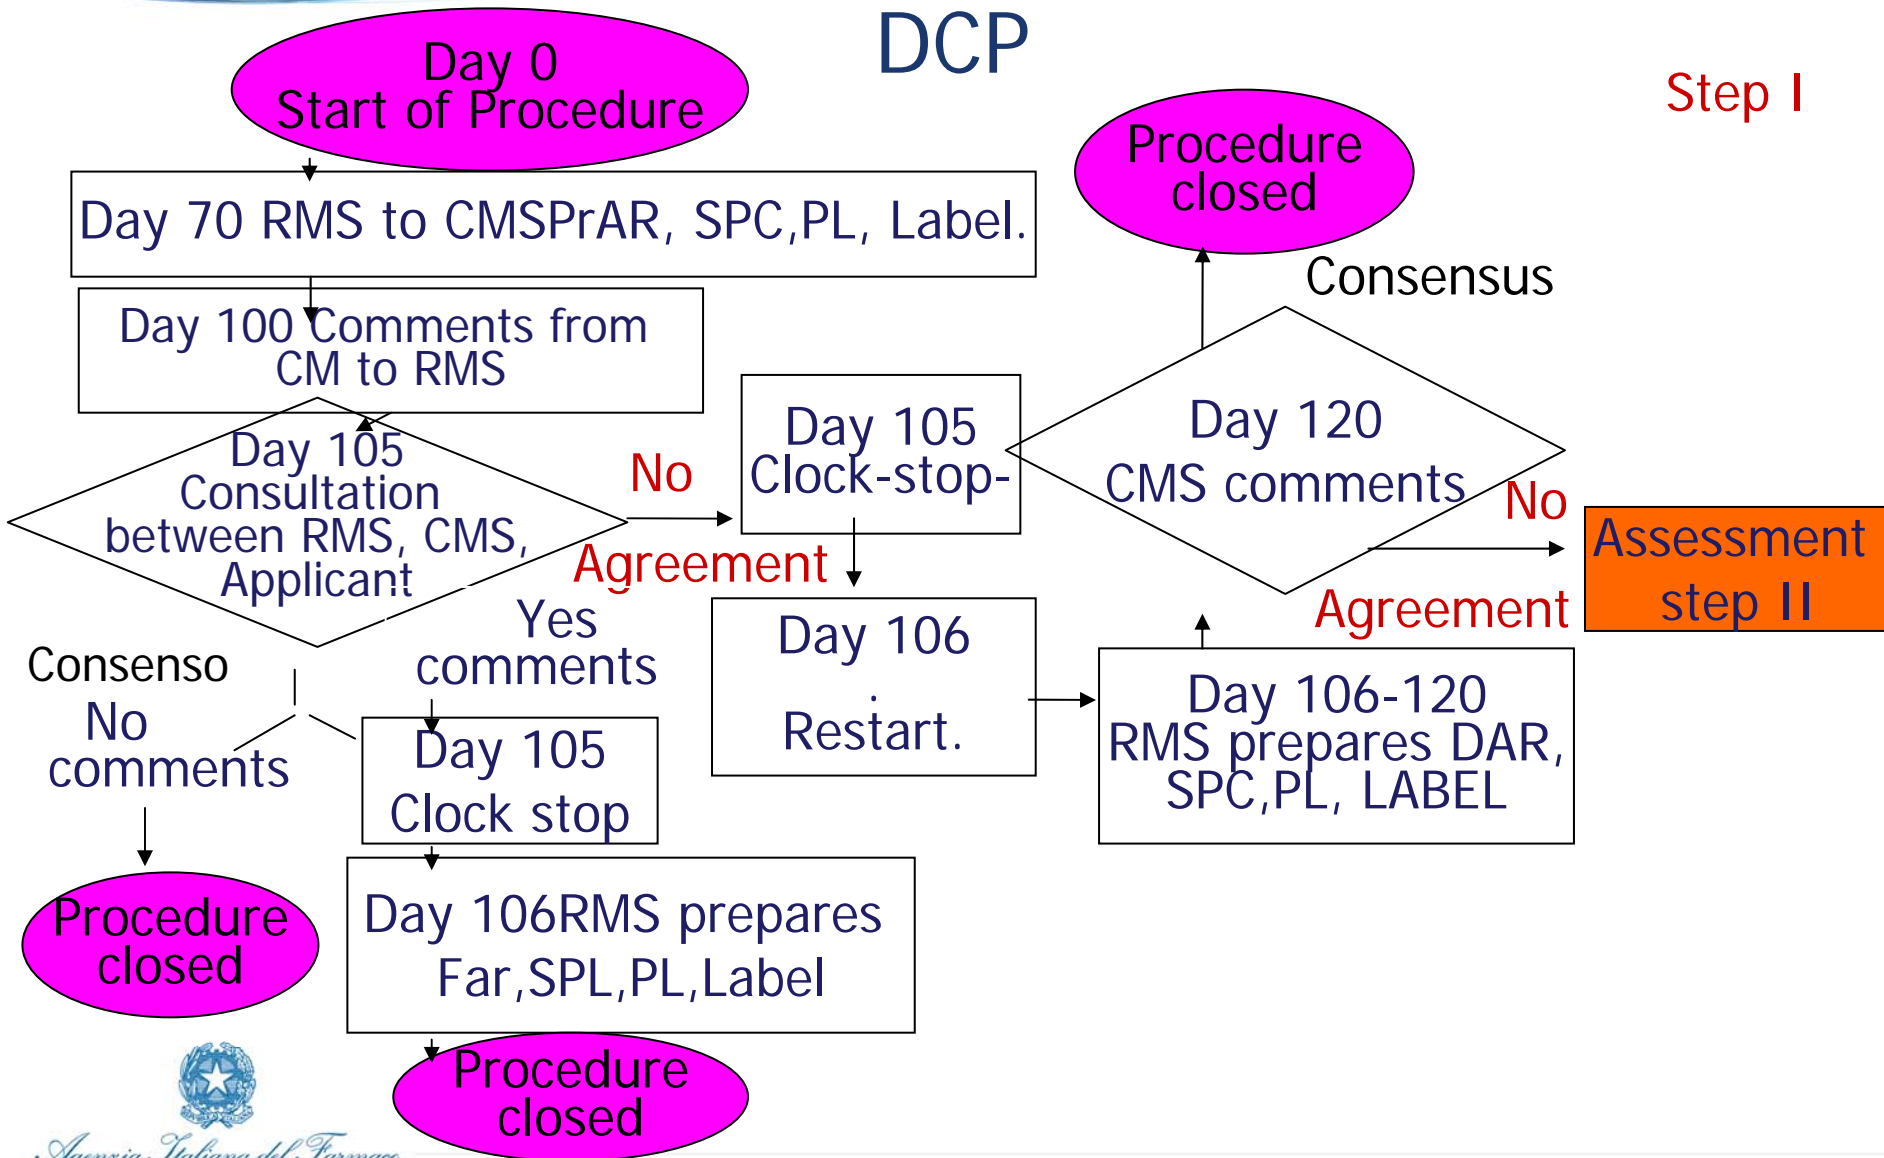 DCP
Step I
Day 0
Start of Procedure
Day 70 RMS to CMSPrAR, SPC,PL, Label.
Day 100 Comments from
CM to RMS
Day 105
Consultation
between RMS, CMS,
Applicant
No
Agreement
Day 105
Clock-stop-
Day 106
.
Restart.
Day 106-120
RMS prepares DAR,
SPC,PL, LABEL
Day 120
CMS comments
Consensus
Procedure
closed
No
Agreement
Assessment
step II
Consenso
No
comments
Procedure
closed
Yes
comments
Day 105
Clock stop
Day 106RMS prepares
Far,SPL,PL,Label
Procedure
closed
Agenzia Italiana del Farmaco